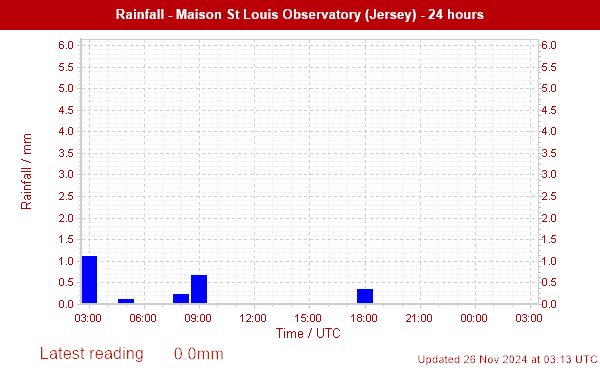 Rainfall - Maison St Louis Observatory (Jersey) - 24 hours
6.0 6.0
5.5 5.5
5.0 5.0
4.5 4.5
4.0 4.0
3.5 3.5
3.0 3.0
2.5 2.5
2.0 2.0
1.5 1.5
1.0 1.0
0.5 0.5
0.0 0.0
Rainfall / mm
03:00 06:00 09:00 12:00 15:00 18:00 21:00 00:00 03:00
Time / UTC
Latest reading 0.0mm
Updated 26 Nov 2024 at 03:13 UTC